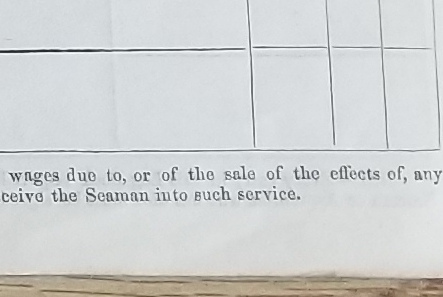 wages due to, or of the sale of the effects of, any
ceive the Seaman into such service.